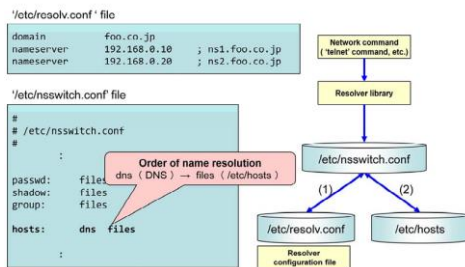 '/etc/resolv.conf ' file
domain foo.co.jp
nameserver 192.168.0.10 ; ns1.foo.co.jp
nameserver 192.168.0.20 ; ns2.foo.co.jp
'/etc/nsswitch.conf' file
#
# /etc/nsswitch.conf
#
:
Order of name resolution
dns ( DNS ) → files ( /etc/hosts )
passwd: files
shadow: files
group: files
hosts: dns files
:
Network command
( 'telnet' command, etc.)
Resolver library
/etc/nsswitch.conf
(1)
(2)
/etc/resolv.conf
/etc/hosts
Resolver
configuration file